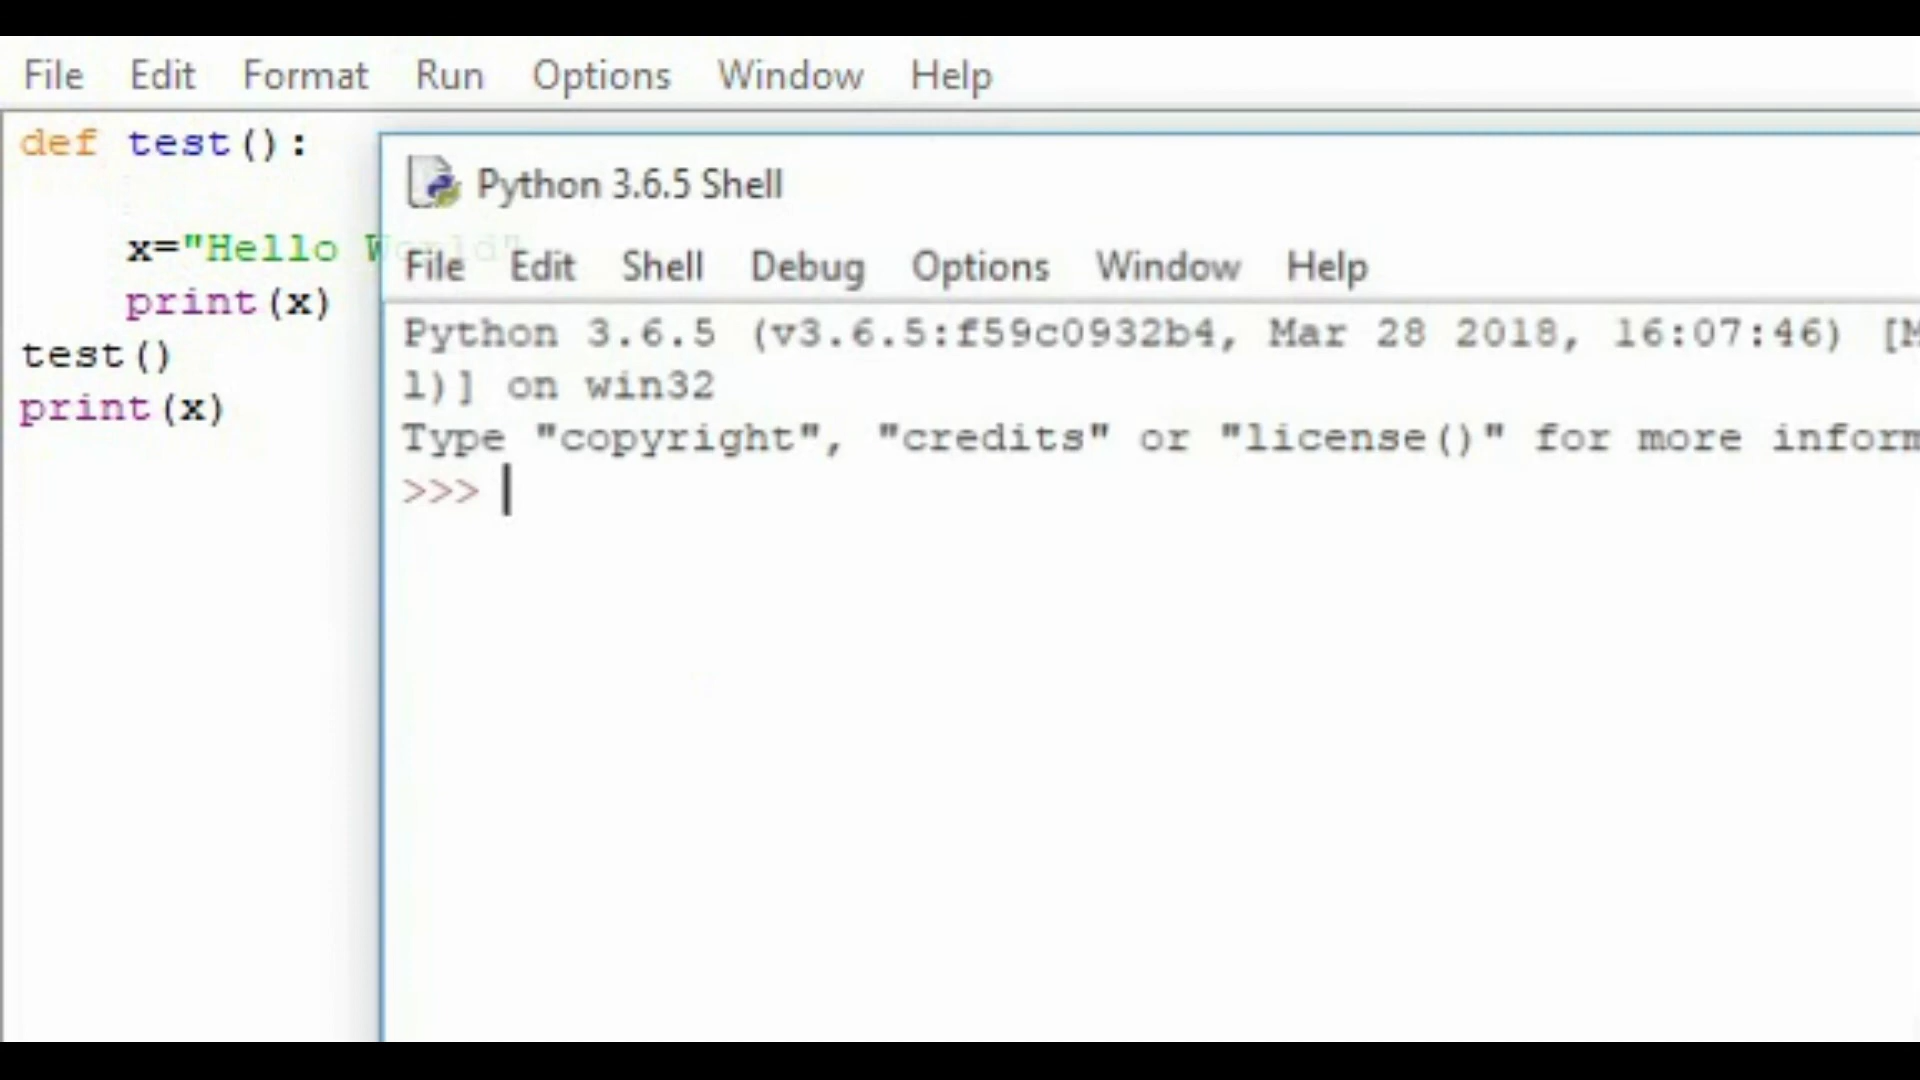 File Edit Format Run Options Window Help
def test():
x="Hello World"
print(x)
test()
print(x)
Python 3.6.5 Shell
File Edit Shell Debug Options Window Help
Python 3.6.5 (v3.6.5:f59c0932b4, Mar 28 2018, 16:07:46) [M
l)] on win32
Type "copyright", "credits" or "license()" for more inform
>>>